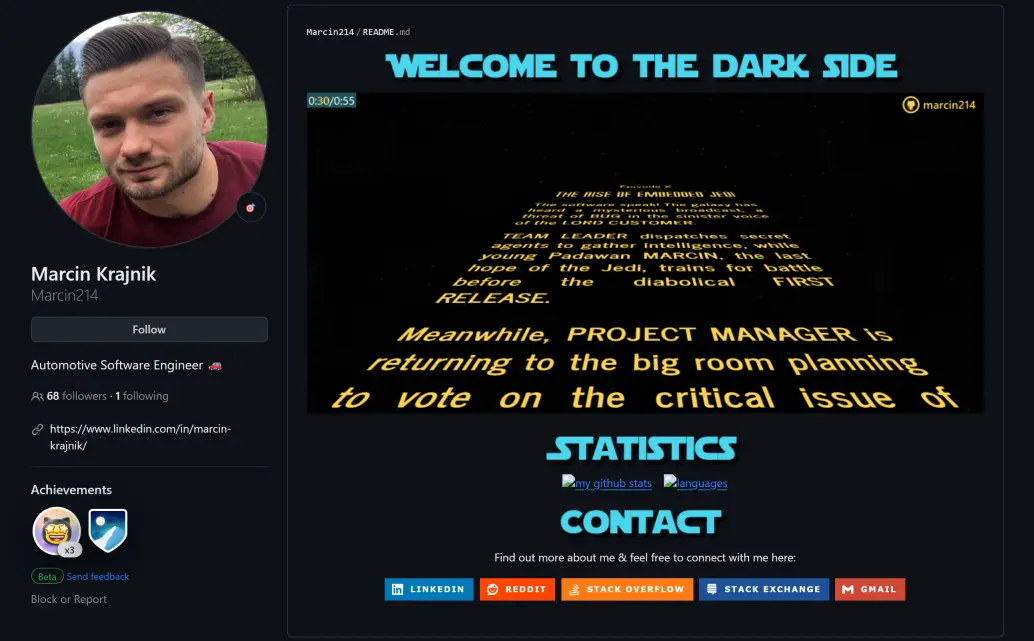 Marcin214 / README.md
WELCOME TO THE DARK SIDE
0:30/0:55
marcin214
Episode X
THE RISE OF EMBEDDED JEDI
The software speak! The galaxy has
heard a mysterious broadcast, a
threat of BUG in the sinister voice
of the LORD CUSTOMER.
TEAM LEADER dispatches secret
agents to gather intelligence, while
young Padawan MARCIN, the last
hope of the Jedi, trains for battle
before the diabolical FIRST
RELEASE.
Meanwhile, PROJECT MANAGER is
returning to the big room planning
to vote on the critical issue of
STATISTICS
my github stats languages
CONTACT
Find out more about me & feel free to connect with me here:
LINKEDIN REDDIT STACK OVERFLOW STACK EXCHANGE GMAIL
Marcin Krajnik
Marcin214
Follow
Automotive Software Engineer 🚗
68 followers · 1 following
https://www.linkedin.com/in/marcin-
krajnik/
Achievements
x3
Beta Send feedback
Block or Report